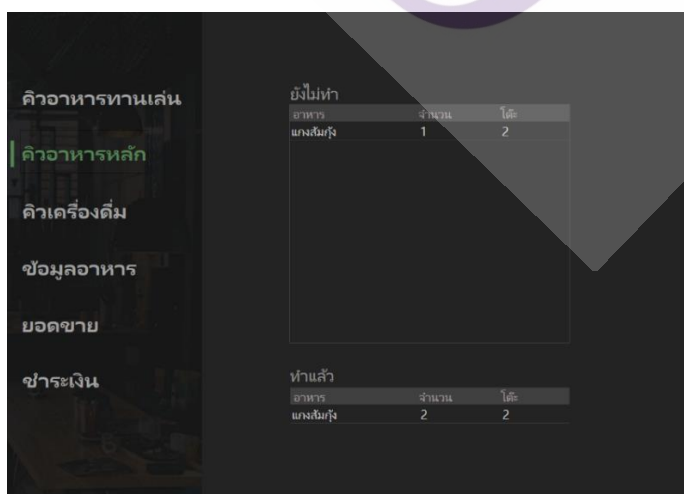 คิวอาหารทานเล่น
คิวอาหารหลัก
คิวเครื่องดื่ม
ข้อมูลอาหาร
ยอดขาย
ชำระเงิน
ยังไม่ทำ
อาหาร จำนวน โต๊ะ
แกงส้มกุ้ง 1 2
ทำแล้ว
อาหาร จำนวน โต๊ะ
แกงส้มกุ้ง 2 2